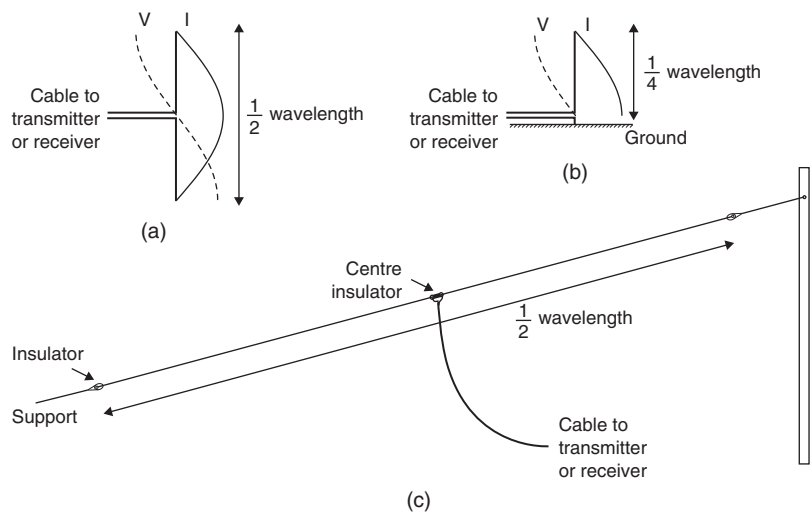 V I
Cable to
transmitter
or receiver
1/2 wavelength
(a)
V I
Cable to
transmitter
or receiver
1/4 wavelength
Ground
(b)
Centre
insulator
1/2 wavelength
Insulator
Support
Cable to
transmitter
or receiver
(c)